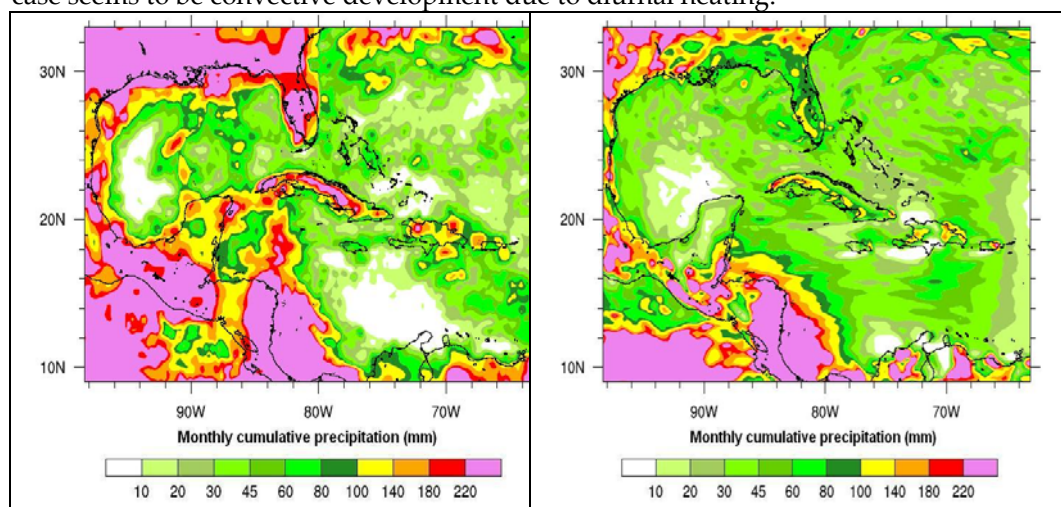 case seems to be convective development due to diurnal heating.
30N
20N
10N
90W 80W 70W
Monthly cumulative precipitation (mm)
10 20 30 45 60 80 100 140 180 220
30N
20N
10N
90W 80W 70W
Monthly cumulative precipitation (mm)
10 20 30 45 60 80 100 140 180 220